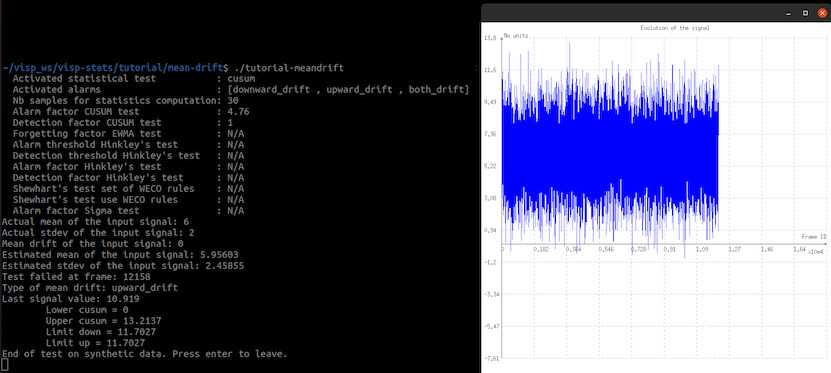 ~/visp_ws/visp-stats/tutorial/mean-drift$ ./tutorial-meandrift
Activated statistical test : cusum
Activated alarms : [downward_drift , upward_drift , both_drift]
Nb samples for statistics computation: 30
Alarm factor CUSUM test : 4.76
Detection factor CUSUM test : 1
Forgetting factor EWMA test : N/A
Alarm threshold Hinkley's test : N/A
Detection threshold Hinkley's test : N/A
Alarm factor Hinkley's test : N/A
Detection factor Hinkley's test : N/A
Shewhart's test set of WECO rules : N/A
Shewhart's test use WECO rules : N/A
Alarm factor Sigma test : N/A
Actual mean of the input signal: 6
Actual stdev of the input signal: 2
Mean drift of the input signal: 0
Estimated mean of the input signal: 5.95603
Estimated stdev of the input signal: 2.45855
Test failed at frame: 12158
Type of mean drift: upward_drift
Last signal value: 10.919
Lower cusum = 0
Upper cusum = 13.2137
Limit down = 11.7027
Limit up = 11.7027
End of test on synthetic data. Press enter to leave.
Evolution of the signal
No units
13,8
11,6
9,43
7,36
5,22
3,08
0,94
-1,2
-3,34
-5,47
-7,61
Frame ID
0 0,182 0,364 0,546 0,728 0,911 1,09 1,27 1,46 1,64
x10e4